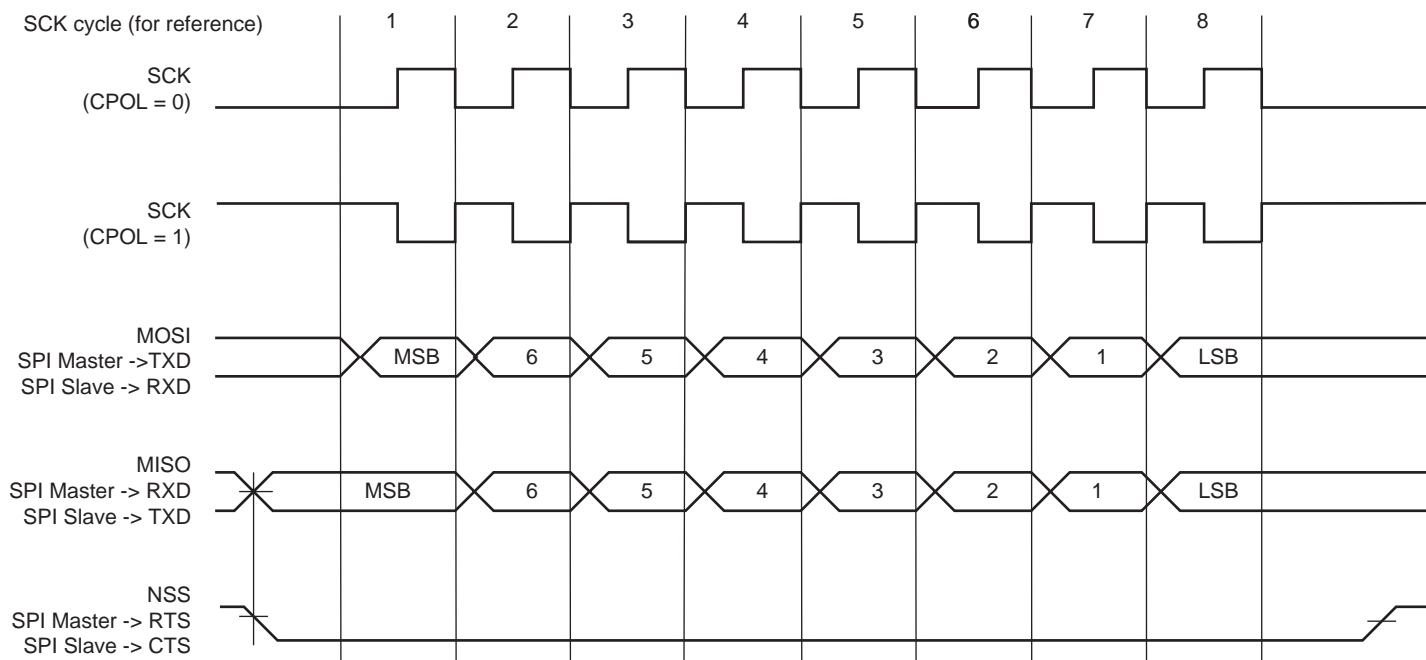 SCK cycle (for reference) 1 2 3 4 5 6 7 8
SCK
(CPOL = 0)
SCK
(CPOL = 1)
MOSI
SPI Master ->TXD
SPI Slave -> RXD
MSB 6 5 4 3 2 1 LSB
MISO
SPI Master -> RXD
SPI Slave -> TXD
MSB 6 5 4 3 2 1 LSB
NSS
SPI Master -> RTS
SPI Slave -> CTS